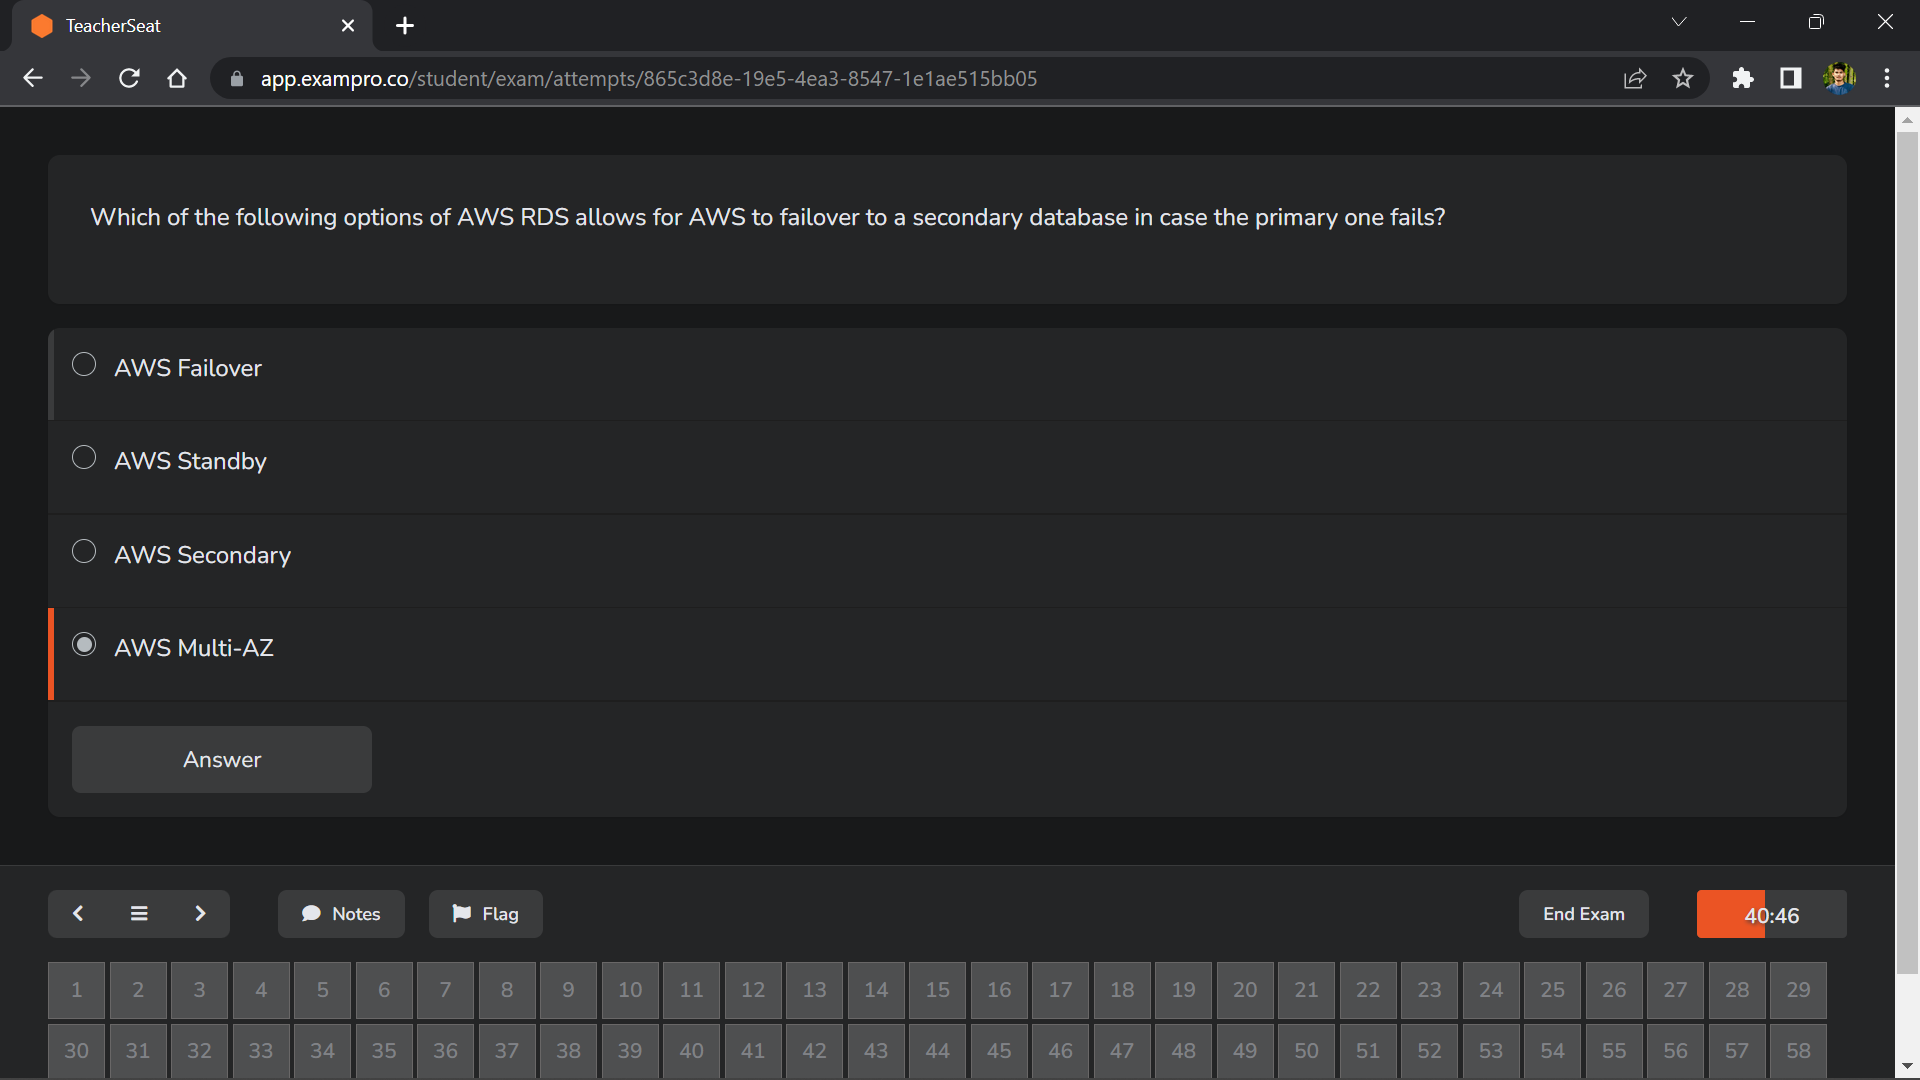 TeacherSeat
app.exampro.co/student/exam/attempts/865c3d8e-19e5-4ea3-8547-1e1ae515bb05
Which of the following options of AWS RDS allows for AWS to failover to a secondary database in case the primary one fails?
AWS Failover
AWS Standby
AWS Secondary
AWS Multi-AZ
Answer
Notes Flag End Exam 40:46
1 2 3 4 5 6 7 8 9 10 11 12 13 14 15 16 17 18 19 20 21 22 23 24 25 26 27 28 29
30 31 32 33 34 35 36 37 38 39 40 41 42 43 44 45 46 47 48 49 50 51 52 53 54 55 56 57 58